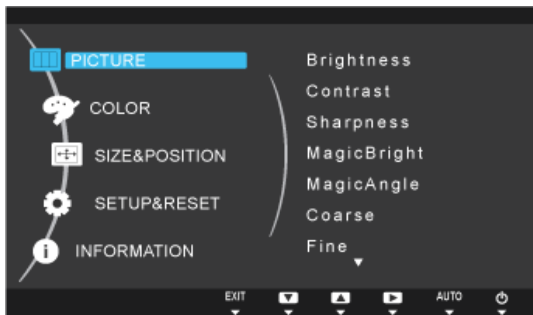 PICTURE
COLOR
SIZE&POSITION
SETUP&RESET
INFORMATION
Brightness
Contrast
Sharpness
MagicBright
MagicAngle
Coarse
Fine
EXIT
AUTO